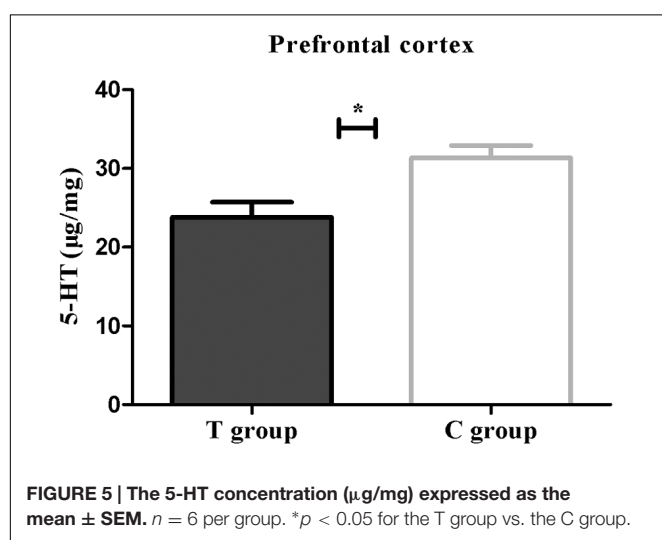 Prefrontal cortex
40
*
30
20
10
0
5-HT (µg/mg)
T group
C group
FIGURE 5 | The 5-HT concentration (µg/mg) expressed as the
mean ± SEM. n = 6 per group. *p < 0.05 for the T group vs. the C group.